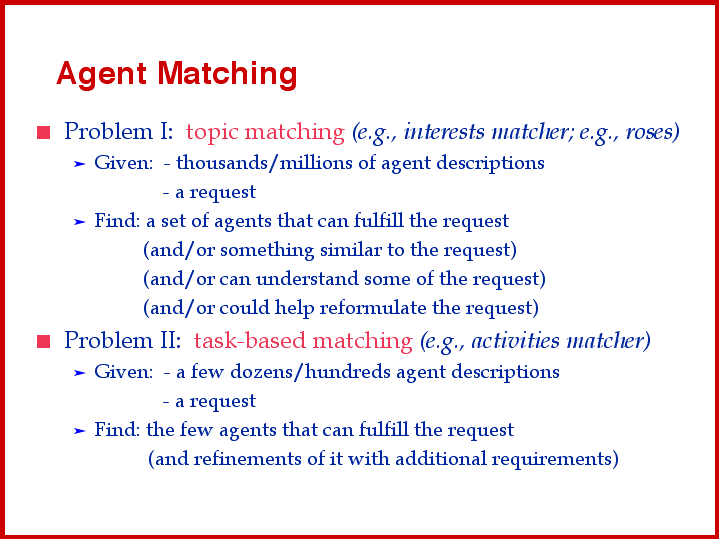 Agent Matching
Problem I: topic matching (e.g., interests matcher; e.g., roses)
Given: - thousands/millions of agent descriptions
- a request
Find: a set of agents that can fulfill the request
(and/or something similar to the request)
(and/or can understand some of the request)
(and/or could help reformulate the request)
Problem II: task-based matching (e.g., activities matcher)
Given: - a few dozens/hundreds agent descriptions
- a request
Find: the few agents that can fulfill the request
(and refinements of it with additional requirements)